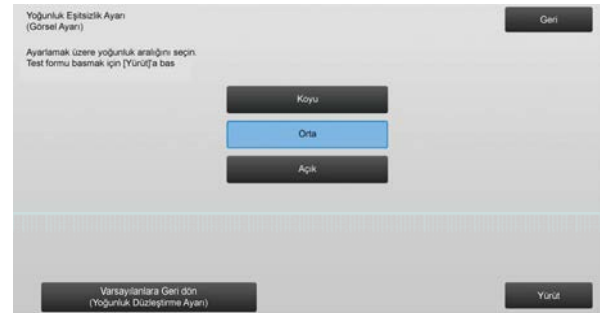 Yoğunluk Eşitsizlik Ayarı
(Görsel Ayarı)
Geri
Ayarlamak üzere yoğunluk aralığını seçin.
Test formu basmak için [Yürüt]'a bas
Koyu
Orta
Açık
Varsayılanlara Geri dön
(Yoğunluk Düzleştirme Ayarı)
Yürüt